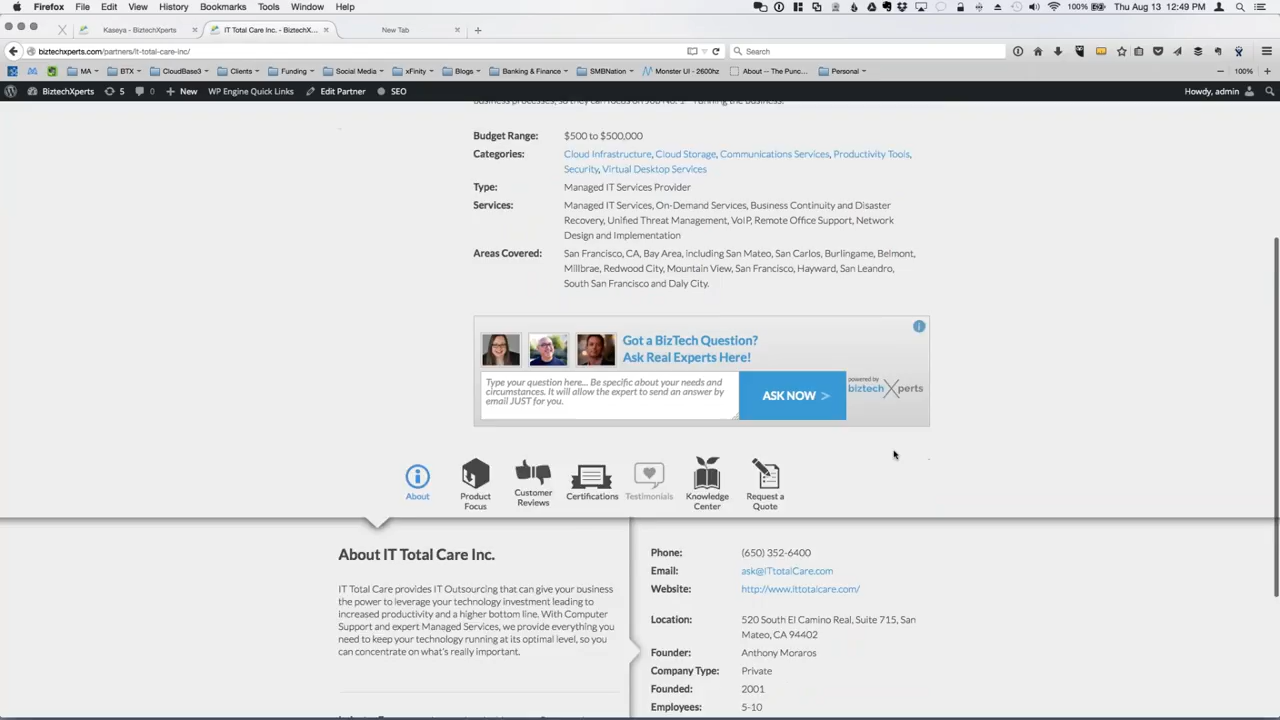 Firefox File Edit View History Bookmarks Tools Window Help 100% Thu Aug 13 12:49 PM
Kaseya - BiztechXperts × IT Total Care Inc. - BiztechX... × New Tab × +
biztechxperts.com/partners/it-total-care-inc/ Search
MA BTX CloudBase3 Clients Funding Social Media xFinity Blogs Banking & Finance SMBNation Monster UI - 2600hz About -- The Punc... Personal 100%
BiztechXperts 5 0 + New WP Engine Quick Links Edit Partner SEO Howdy, admin
business processes, so they can focus on Job No. 1 - running the business.
Budget Range: $500 to $500,000
Categories: Cloud Infrastructure, Cloud Storage, Communications Services, Productivity Tools,
Security, Virtual Desktop Services
Type: Managed IT Services Provider
Services: Managed IT Services, On-Demand Services, Business Continuity and Disaster
Recovery, Unified Threat Management, VoIP, Remote Office Support, Network
Design and Implementation
Areas Covered: San Francisco, CA, Bay Area, including San Mateo, San Carlos, Burlingame, Belmont,
Millbrae, Redwood City, Mountain View, San Francisco, Hayward, San Leandro,
South San Francisco and Daly City.
Got a BizTech Question?
Ask Real Experts Here!
Type your question here... Be specific about your needs and
circumstances. It will allow the expert to send an answer by
email JUST for you.
ASK NOW >
powered by
biztechXperts
About
Product
Focus
Customer
Reviews
Certifications
Testimonials
Knowledge
Center
Request a
Quote
About IT Total Care Inc.
IT Total Care provides IT Outsourcing that can give your business
the power to leverage your technology investment leading to
increased productivity and a higher bottom line. With Computer
Support and expert Managed Services, we provide everything you
need to keep your technology running at its optimal level, so you
can concentrate on what's really important.
Phone: (650) 352-6400
Email: ask@ITtotalCare.com
Website: http://www.ittotalcare.com/
Location: 520 South El Camino Real, Suite 715, San
Mateo, CA 94402
Founder: Anthony Moraros
Company Type: Private
Founded: 2001
Employees: 5-10